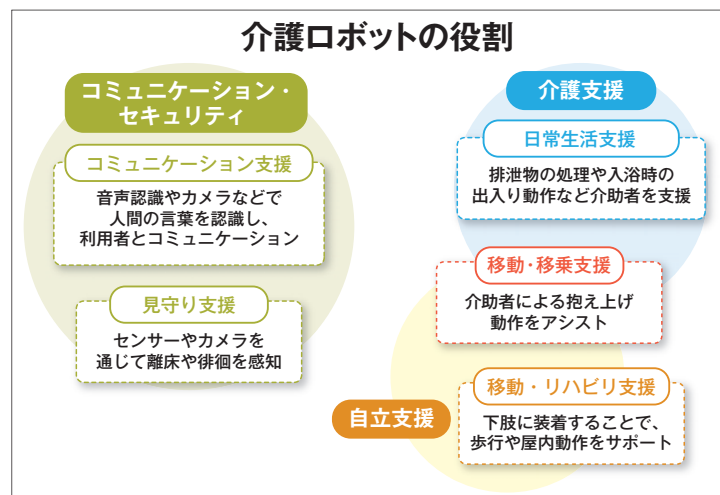 介護ロボットの役割
コミュニケーション・
セキュリティ
コミュニケーション支援
音声認識やカメラなどで
人間の言葉を認識し、
利用者とコミュニケーション
見守り支援
センサーやカメラを
通じて離床や徘徊を感知
介護支援
日常生活支援
排泄物の処理や入浴時の
出入り動作など介助者を支援
移動・移乗支援
介助者による抱え上げ
動作をアシスト
自立支援
移動・リハビリ支援
下肢に装着することで、
歩行や屋内動作をサポート